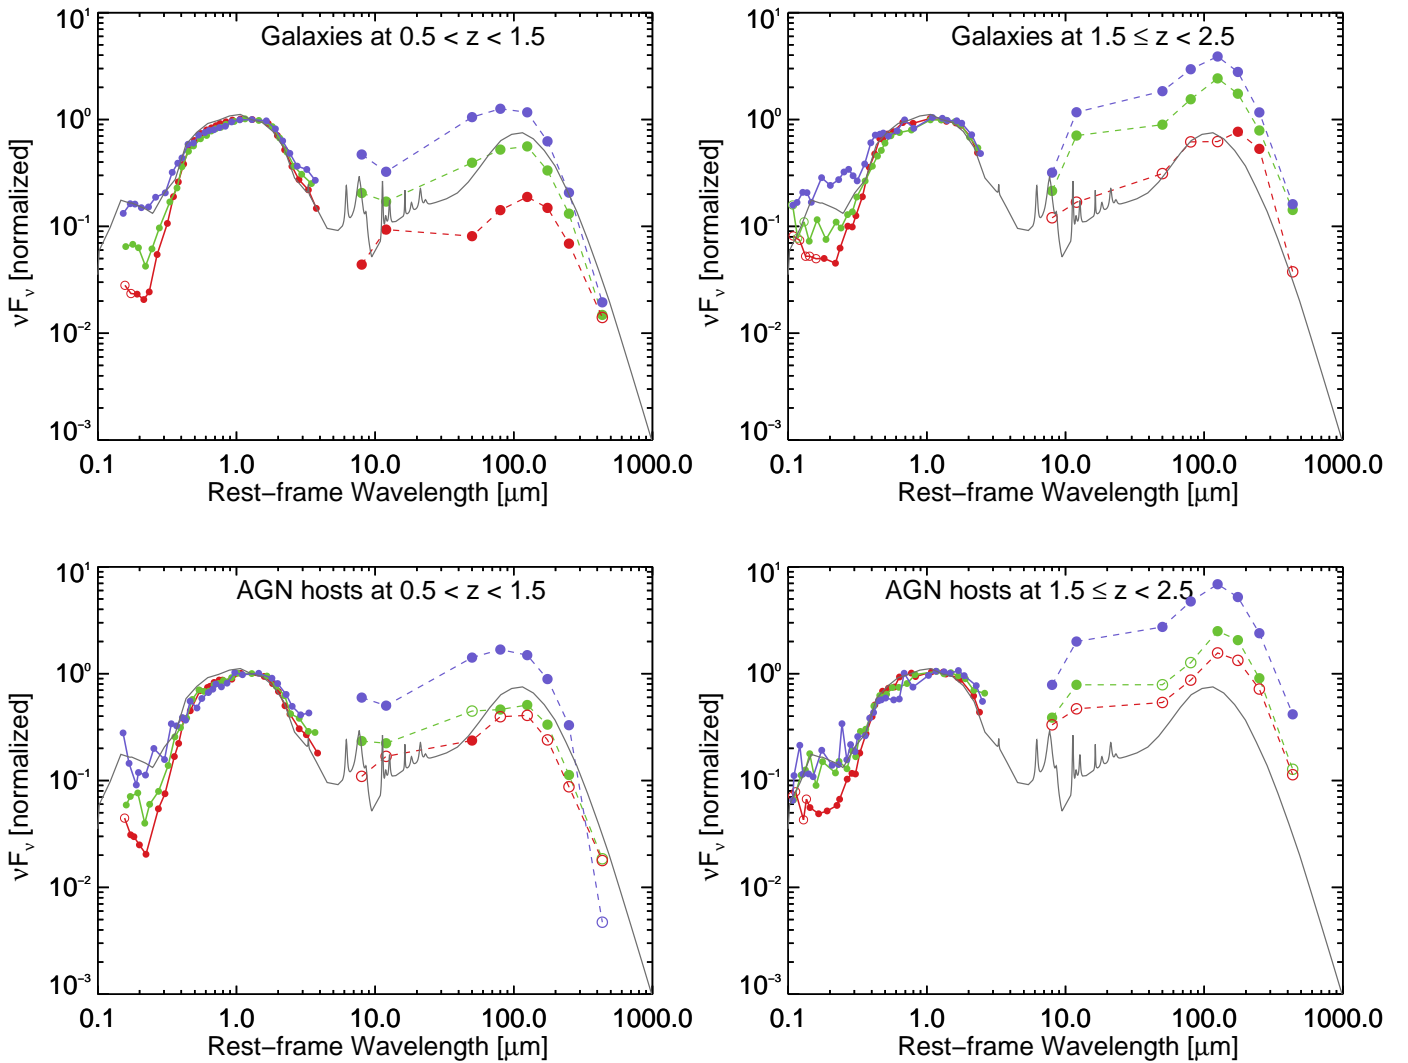 Galaxies at 0.5 < z < 1.5
10¹
10⁰
10⁻¹
10⁻²
10⁻³
νFν [normalized]
0.1 1.0 10.0 100.0 1000.0
Rest−frame Wavelength [μm]
Galaxies at 1.5 ≤ z < 2.5
10¹
10⁰
10⁻¹
10⁻²
10⁻³
νFν [normalized]
0.1 1.0 10.0 100.0 1000.0
Rest−frame Wavelength [μm]
AGN hosts at 0.5 < z < 1.5
10¹
10⁰
10⁻¹
10⁻²
10⁻³
νFν [normalized]
0.1 1.0 10.0 100.0 1000.0
Rest−frame Wavelength [μm]
AGN hosts at 1.5 ≤ z < 2.5
10¹
10⁰
10⁻¹
10⁻²
10⁻³
νFν [normalized]
0.1 1.0 10.0 100.0 1000.0
Rest−frame Wavelength [μm]